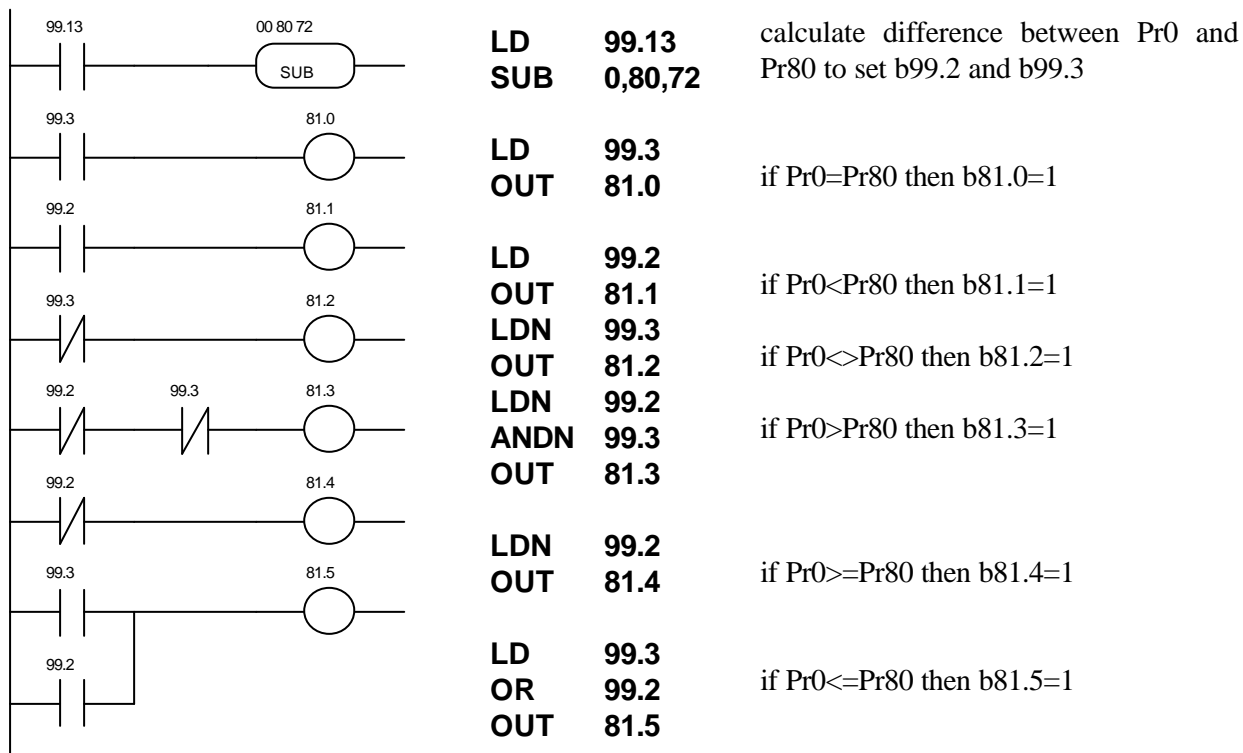 99.13 00 80 72
SUB
99.3 81.0
99.2 81.1
99.3 81.2
99.2 99.3 81.3
99.2 81.4
99.3 81.5
99.2
LD 99.13
SUB 0,80,72
LD 99.3
OUT 81.0
LD 99.2
OUT 81.1
LDN 99.3
OUT 81.2
LDN 99.2
ANDN 99.3
OUT 81.3
LDN 99.2
OUT 81.4
LD 99.3
OR 99.2
OUT 81.5
calculate difference between Pr0 and
Pr80 to set b99.2 and b99.3
if Pr0=Pr80 then b81.0=1
if Pr0<Pr80 then b81.1=1
if Pr0<>Pr80 then b81.2=1
if Pr0>Pr80 then b81.3=1
if Pr0>=Pr80 then b81.4=1
if Pr0<=Pr80 then b81.5=1